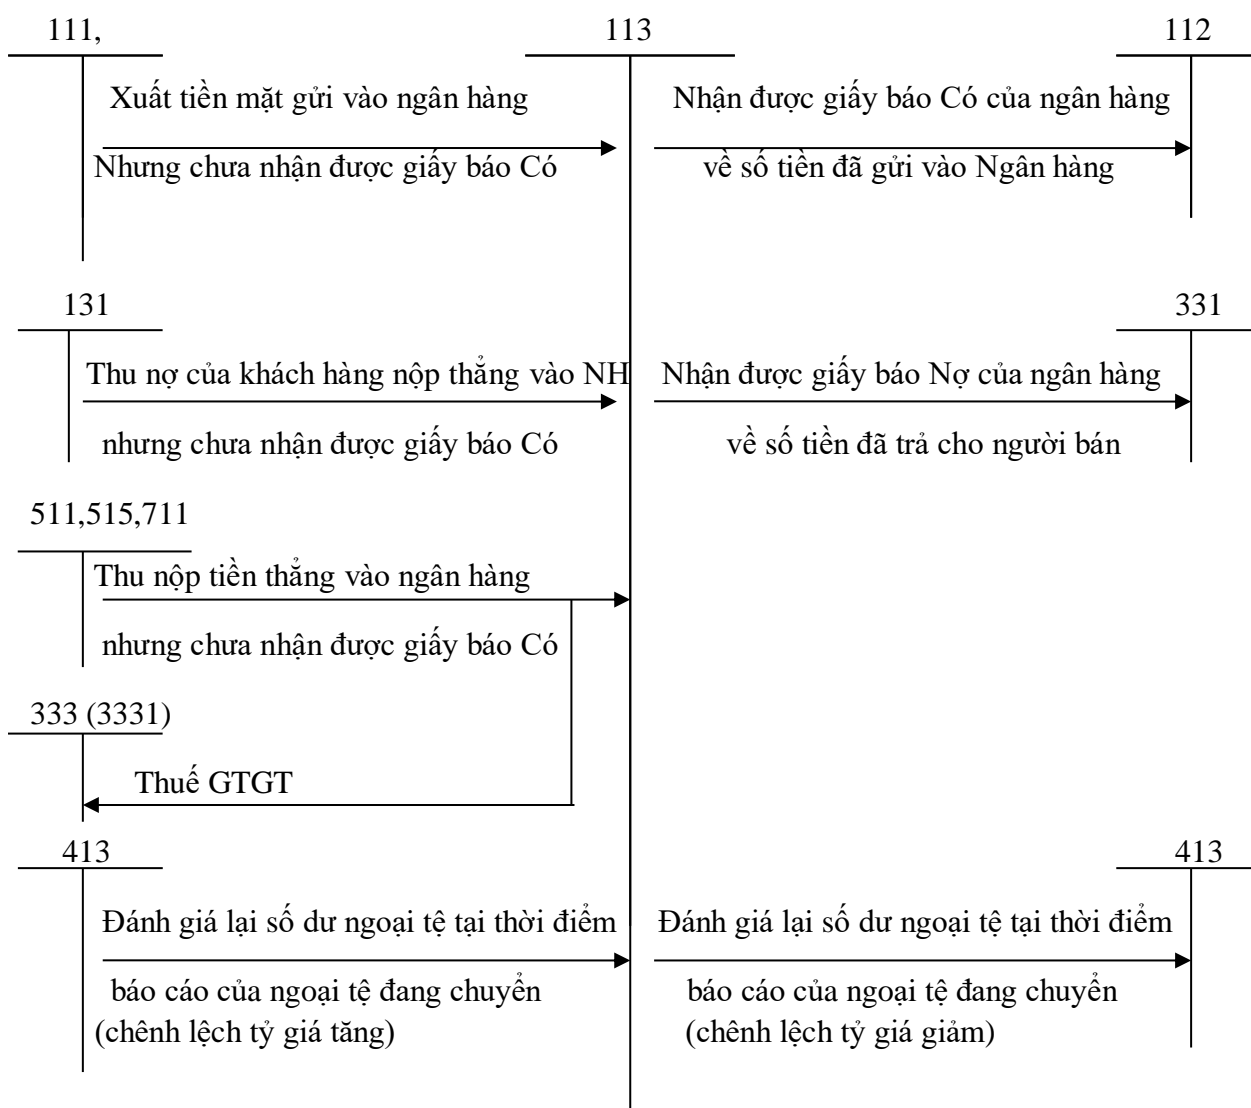 111,
113
112
Xuất tiền mặt gửi vào ngân hàng
Nhận được giấy báo Có của ngân hàng
Nhưng chưa nhận được giấy báo Có
về số tiền đã gửi vào Ngân hàng
131
331
Thu nợ của khách hàng nộp thẳng vào NH
Nhận được giấy báo Nợ của ngân hàng
nhưng chưa nhận được giấy báo Có
về số tiền đã trả cho người bán
511,515,711
Thu nộp tiền thẳng vào ngân hàng
nhưng chưa nhận được giấy báo Có
333 (3331)
Thuế GTGT
413
413
Đánh giá lại số dư ngoại tệ tại thời điểm
Đánh giá lại số dư ngoại tệ tại thời điểm
báo cáo của ngoại tệ đang chuyển
báo cáo của ngoại tệ đang chuyển
(chênh lệch tỷ giá tăng)
(chênh lệch tỷ giá giảm)